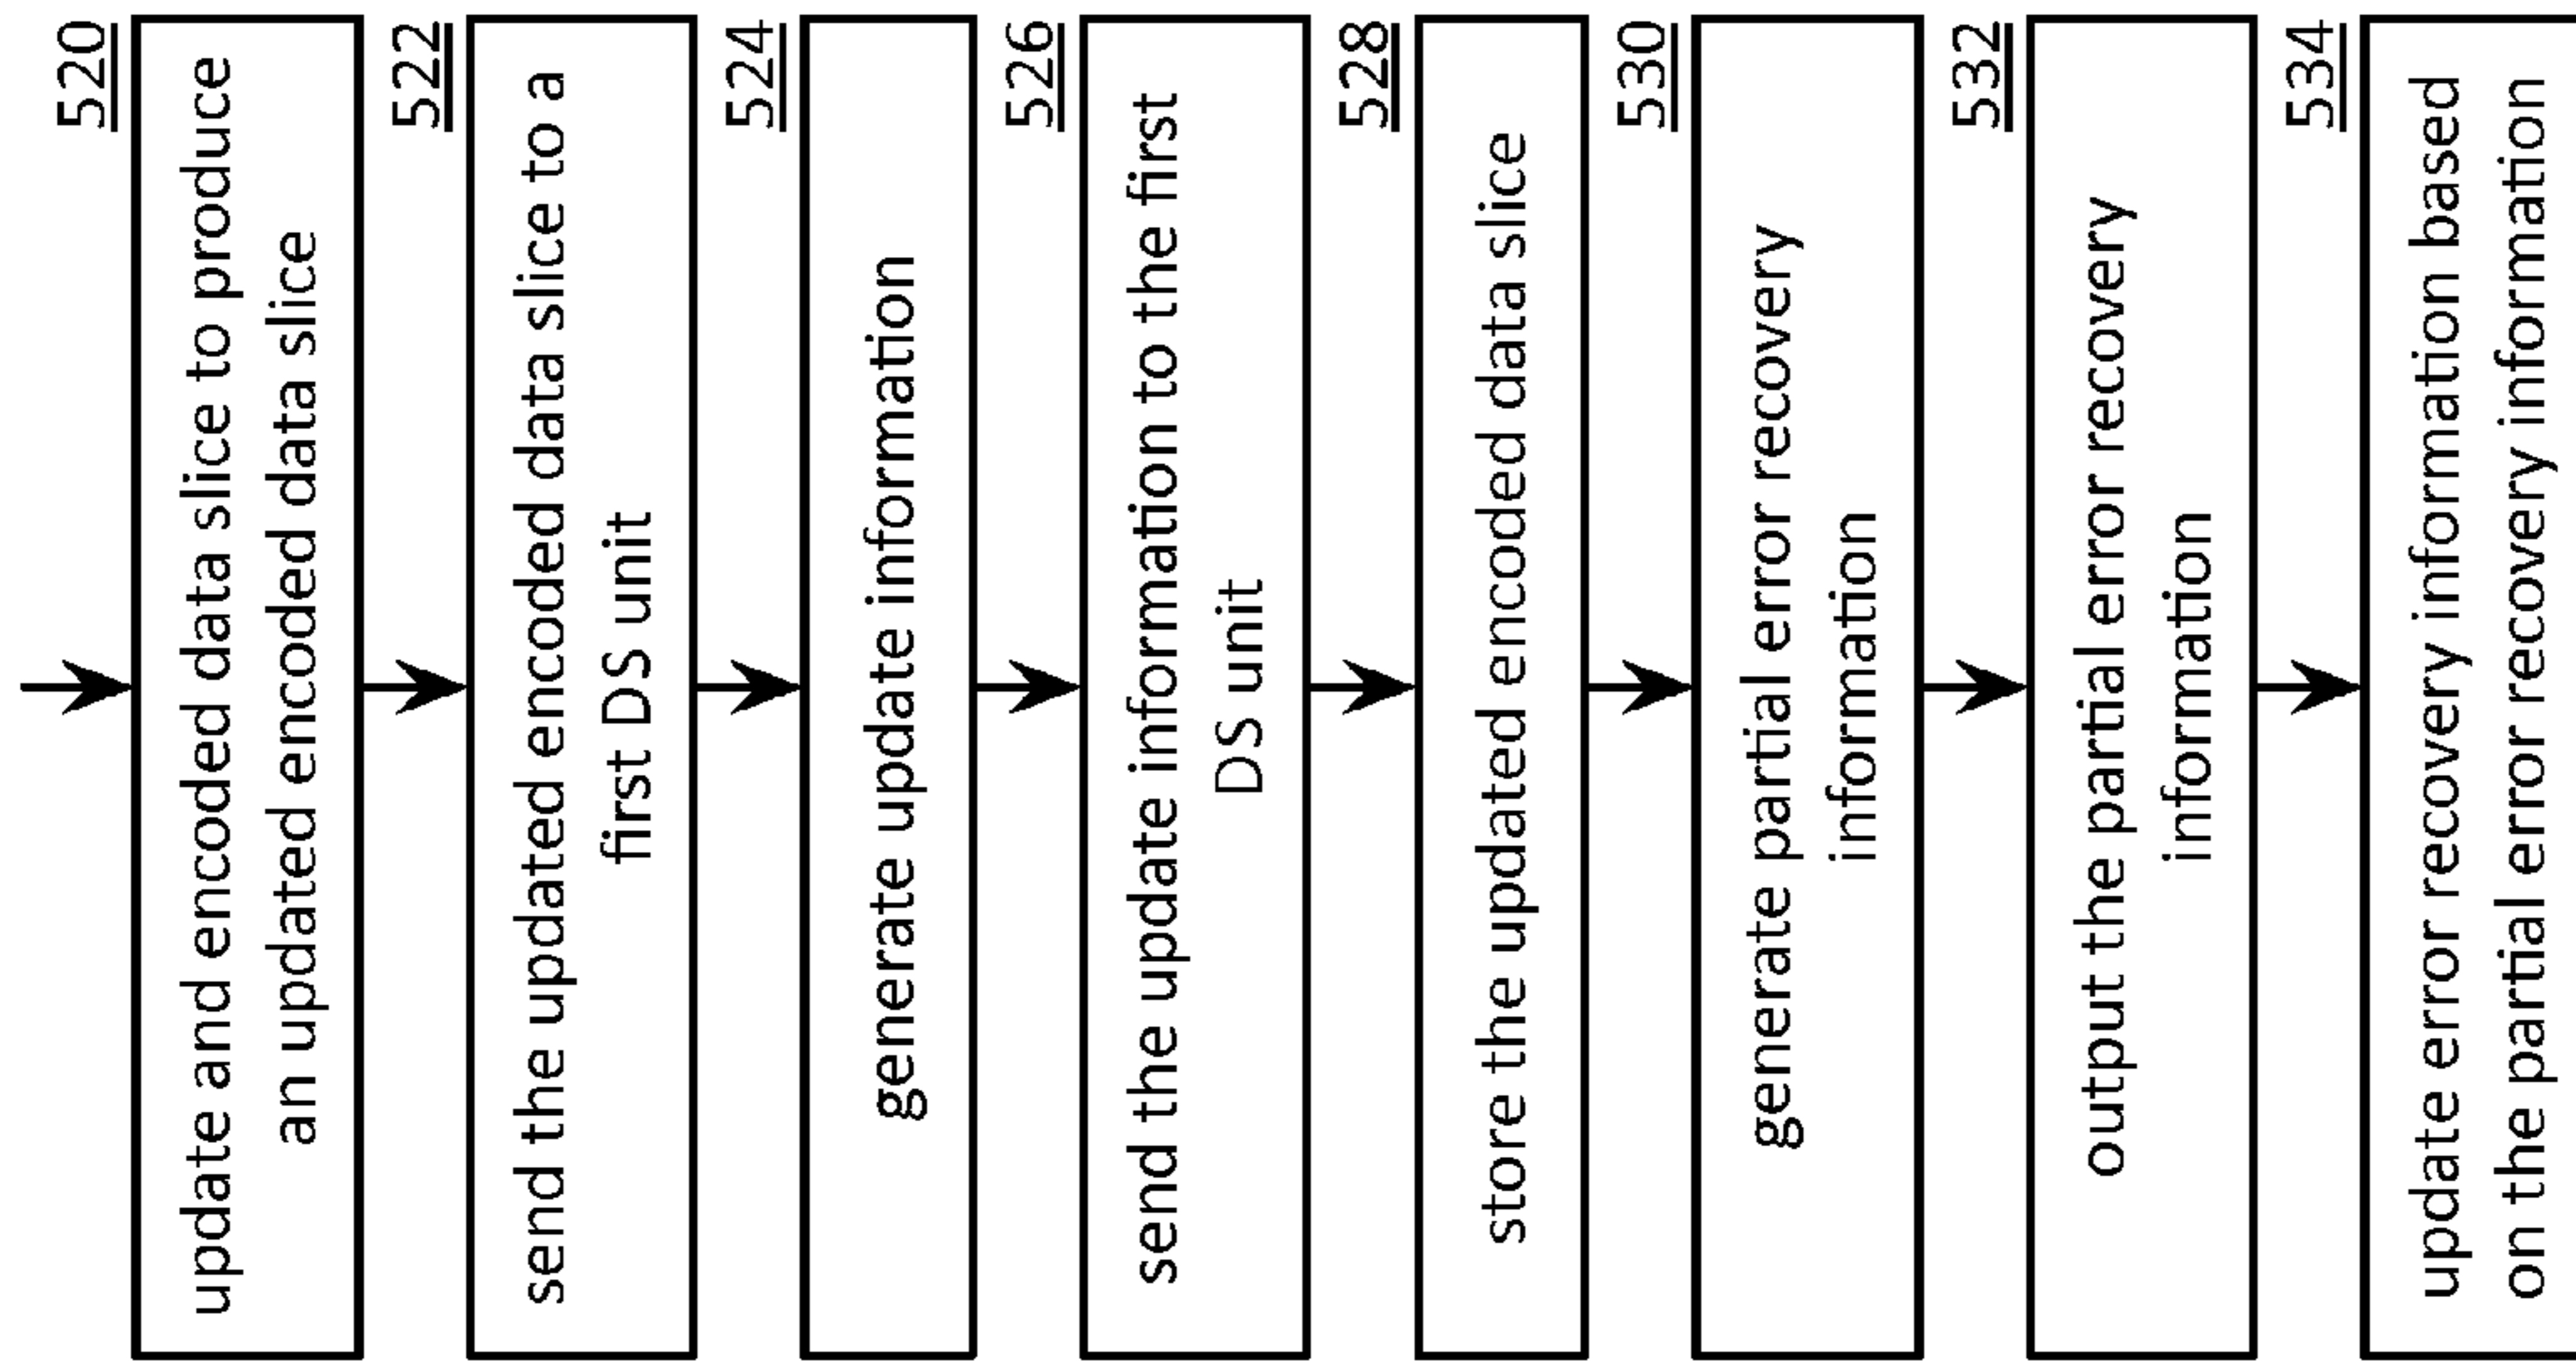 520
update and encoded data slice to produce
an updated encoded data slice
522
send the updated encoded data slice to a
first DS unit
524
generate update information
526
send the update information to the first
DS unit
528
store the updated encoded data slice
530
generate partial error recovery
information
532
output the partial error recovery
information
534
update error recovery information based
on the partial error recovery information